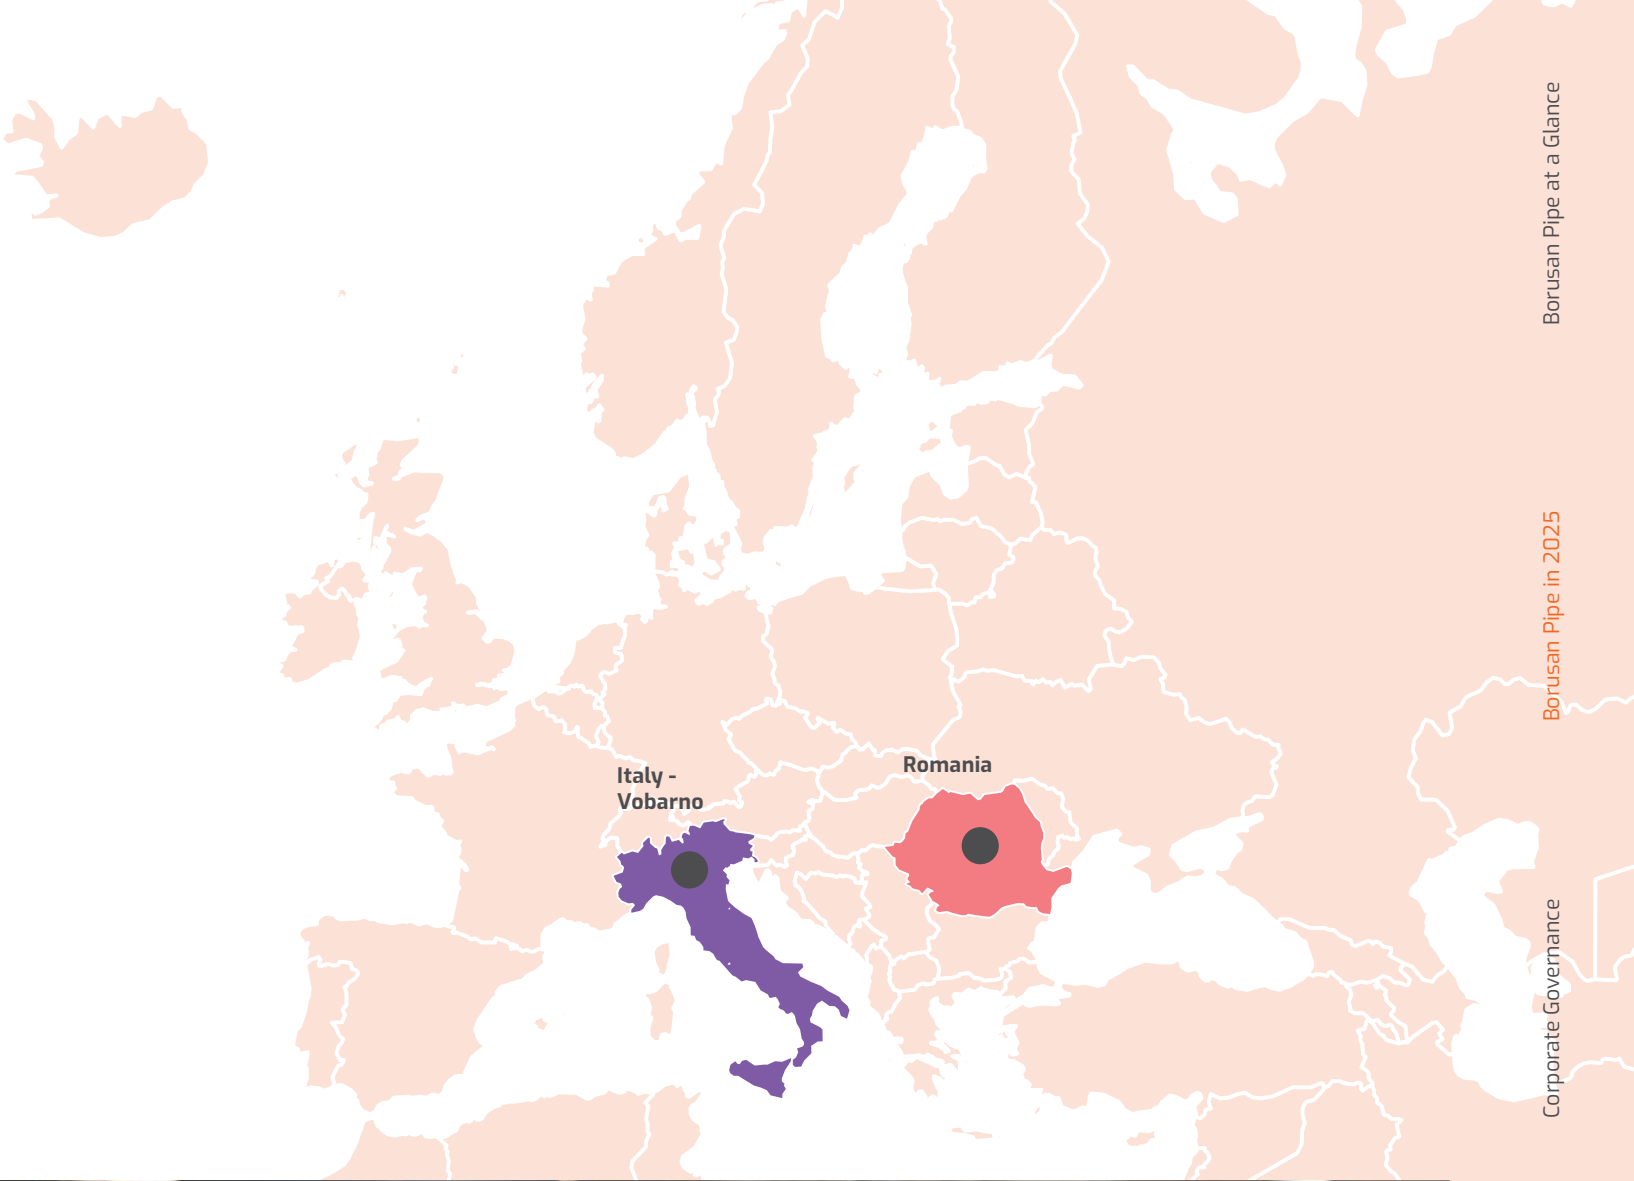 Italy -
Vobarno
Romania
Borusan Pipe at a Glance
Borusan Pipe in 2025
Corporate Governance